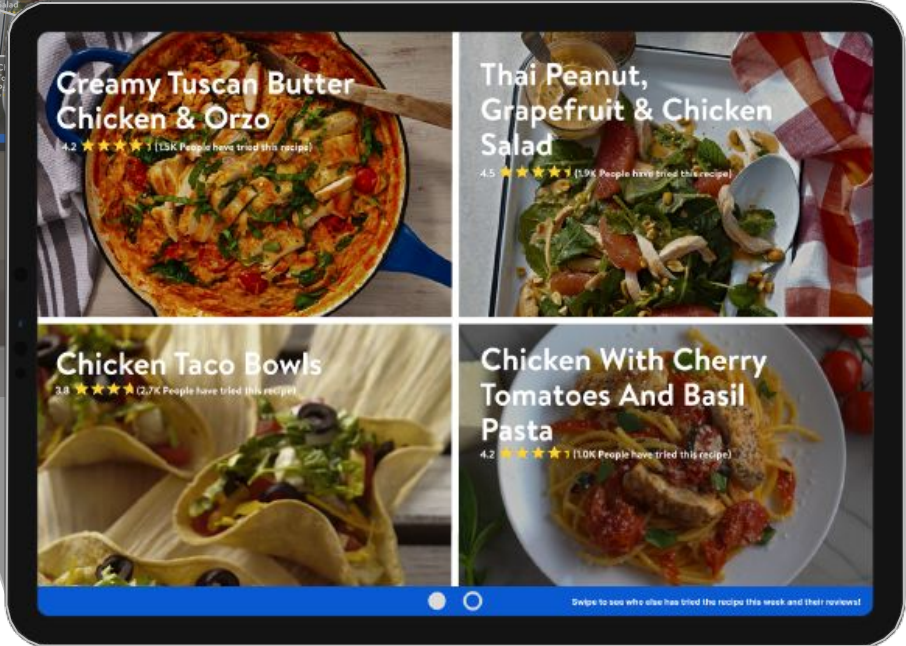 Creamy Tuscan Butter
Chicken & Orzo
4.2 (1.5K People have tried this recipe)
Thai Peanut,
Grapefruit & Chicken
Salad
4.5 (1.9K People have tried this recipe)
Chicken Taco Bowls
3.8 (2.7K People have tried this recipe)
Chicken With Cherry
Tomatoes And Basil
Pasta
4.2 (1.0K People have tried this recipe)
Swipe to see who else has tried the recipe this week and their reviews!